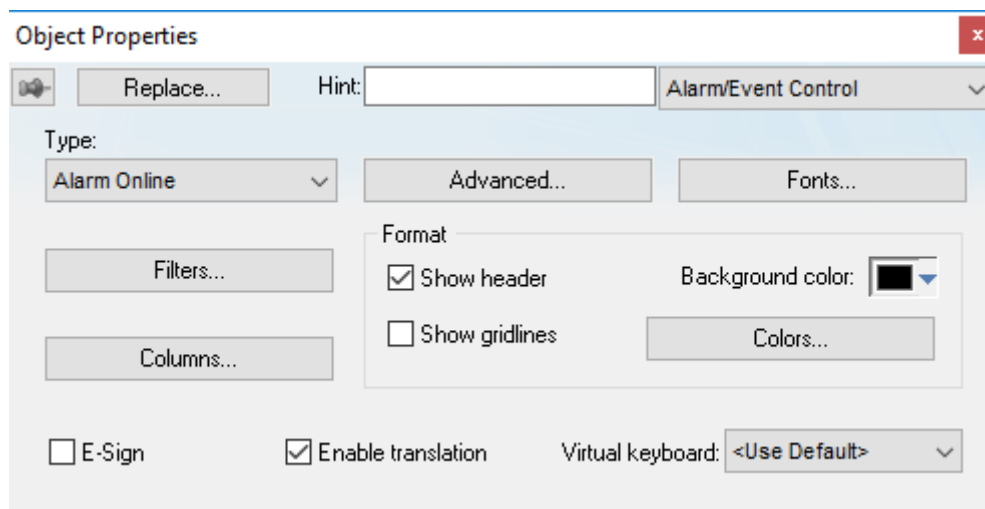 Object Properties
x
Replace... Hint: Alarm/Event Control
Type:
Alarm Online Advanced... Fonts...
Format
Filters... Show header Background color:
Show gridlines Colors...
Columns...
E-Sign Enable translation Virtual keyboard: <Use Default>